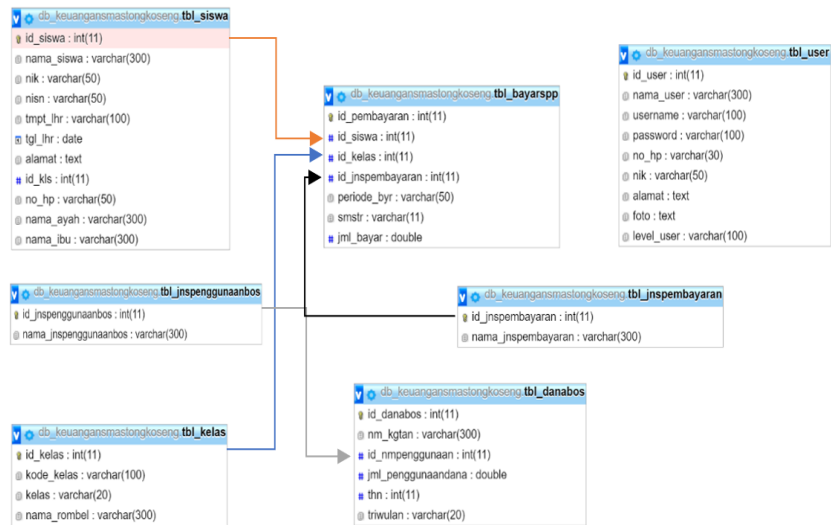 db_keuangansmastongkoseng.tbl_siswa
id_siswa : int(11)
nama_siswa : varchar(300)
nik : varchar(50)
nisn : varchar(50)
tmpt_lhr : varchar(100)
tgl_lhr : date
alamat : text
id_kls : int(11)
no_hp : varchar(50)
nama_ayah : varchar(300)
nama_ibu : varchar(300)
db_keuangansmastongkoseng.tbl_bayarspp
id_pembayaran : int(11)
id_siswa : int(11)
id_kelas : int(11)
id_jnspembayaran : int(11)
periode_byr : varchar(50)
smstr : varchar(11)
jml_bayar : double
db_keuangansmastongkoseng.tbl_user
id_user : int(11)
nama_user : varchar(300)
username : varchar(100)
password : varchar(100)
no_hp : varchar(30)
nik : varchar(50)
alamat : text
foto : text
level_user : varchar(100)
db_keuangansmastongkoseng.tbl_jnspenggunaanbos
id_jnspenggunaanbos : int(11)
nama_jnspenggunaanbos : varchar(300)
db_keuangansmastongkoseng.tbl_jnspembayaran
id_jnspembayaran : int(11)
nama_jnspembayaran : varchar(300)
db_keuangansmastongkoseng.tbl_kelas
id_kelas : int(11)
kode_kelas : varchar(100)
kelas : varchar(20)
nama_rombel : varchar(300)
db_keuangansmastongkoseng.tbl_danabos
id_danabos : int(11)
nm_kgtan : varchar(300)
id_nmpenggunaan : int(11)
jml_penggunaandana : double
thn : int(11)
triwulan : varchar(20)